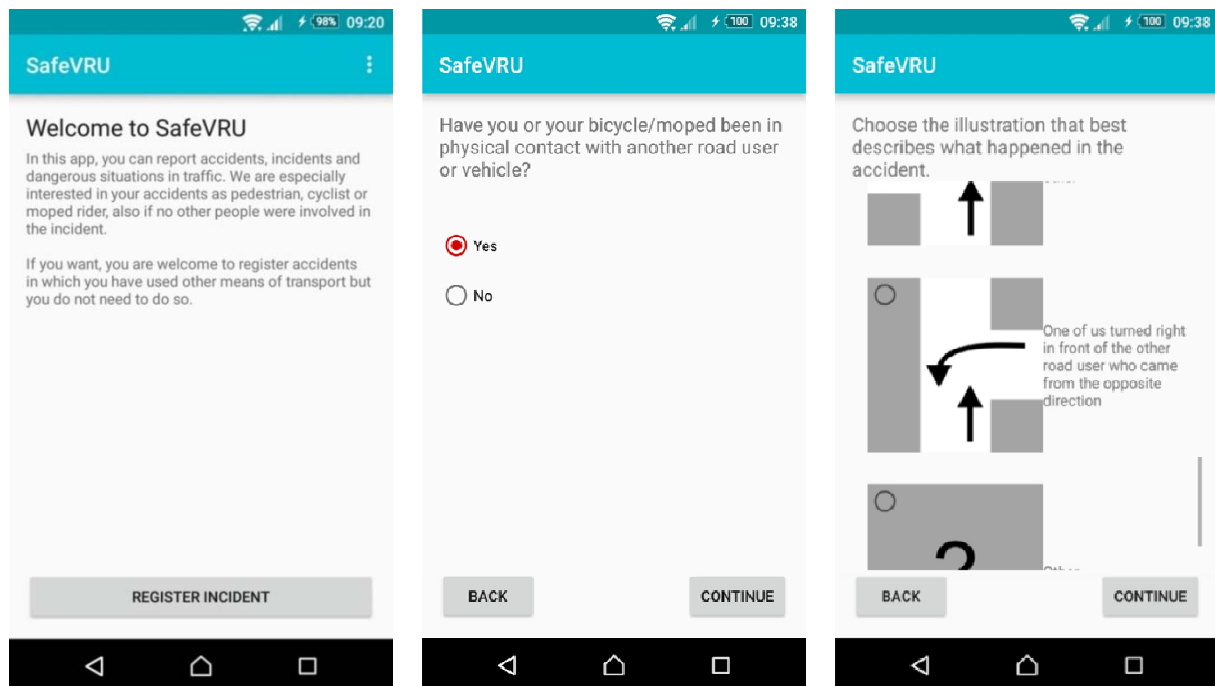 98% 09:20
SafeVRU
Welcome to SafeVRU
In this app, you can report accidents, incidents and
dangerous situations in traffic. We are especially
interested in your accidents as pedestrian, cyclist or
moped rider, also if no other people were involved in
the incident.
If you want, you are welcome to register accidents
in which you have used other means of transport but
you do not need to do so.
REGISTER INCIDENT
100 09:38
SafeVRU
Have you or your bicycle/moped been in
physical contact with another road user
or vehicle?
Yes
No
BACK CONTINUE
100 09:38
SafeVRU
Choose the illustration that best
describes what happened in the
accident.
One of us turned right
in front of the other
road user who came
from the opposite
direction
?
BACK CONTINUE